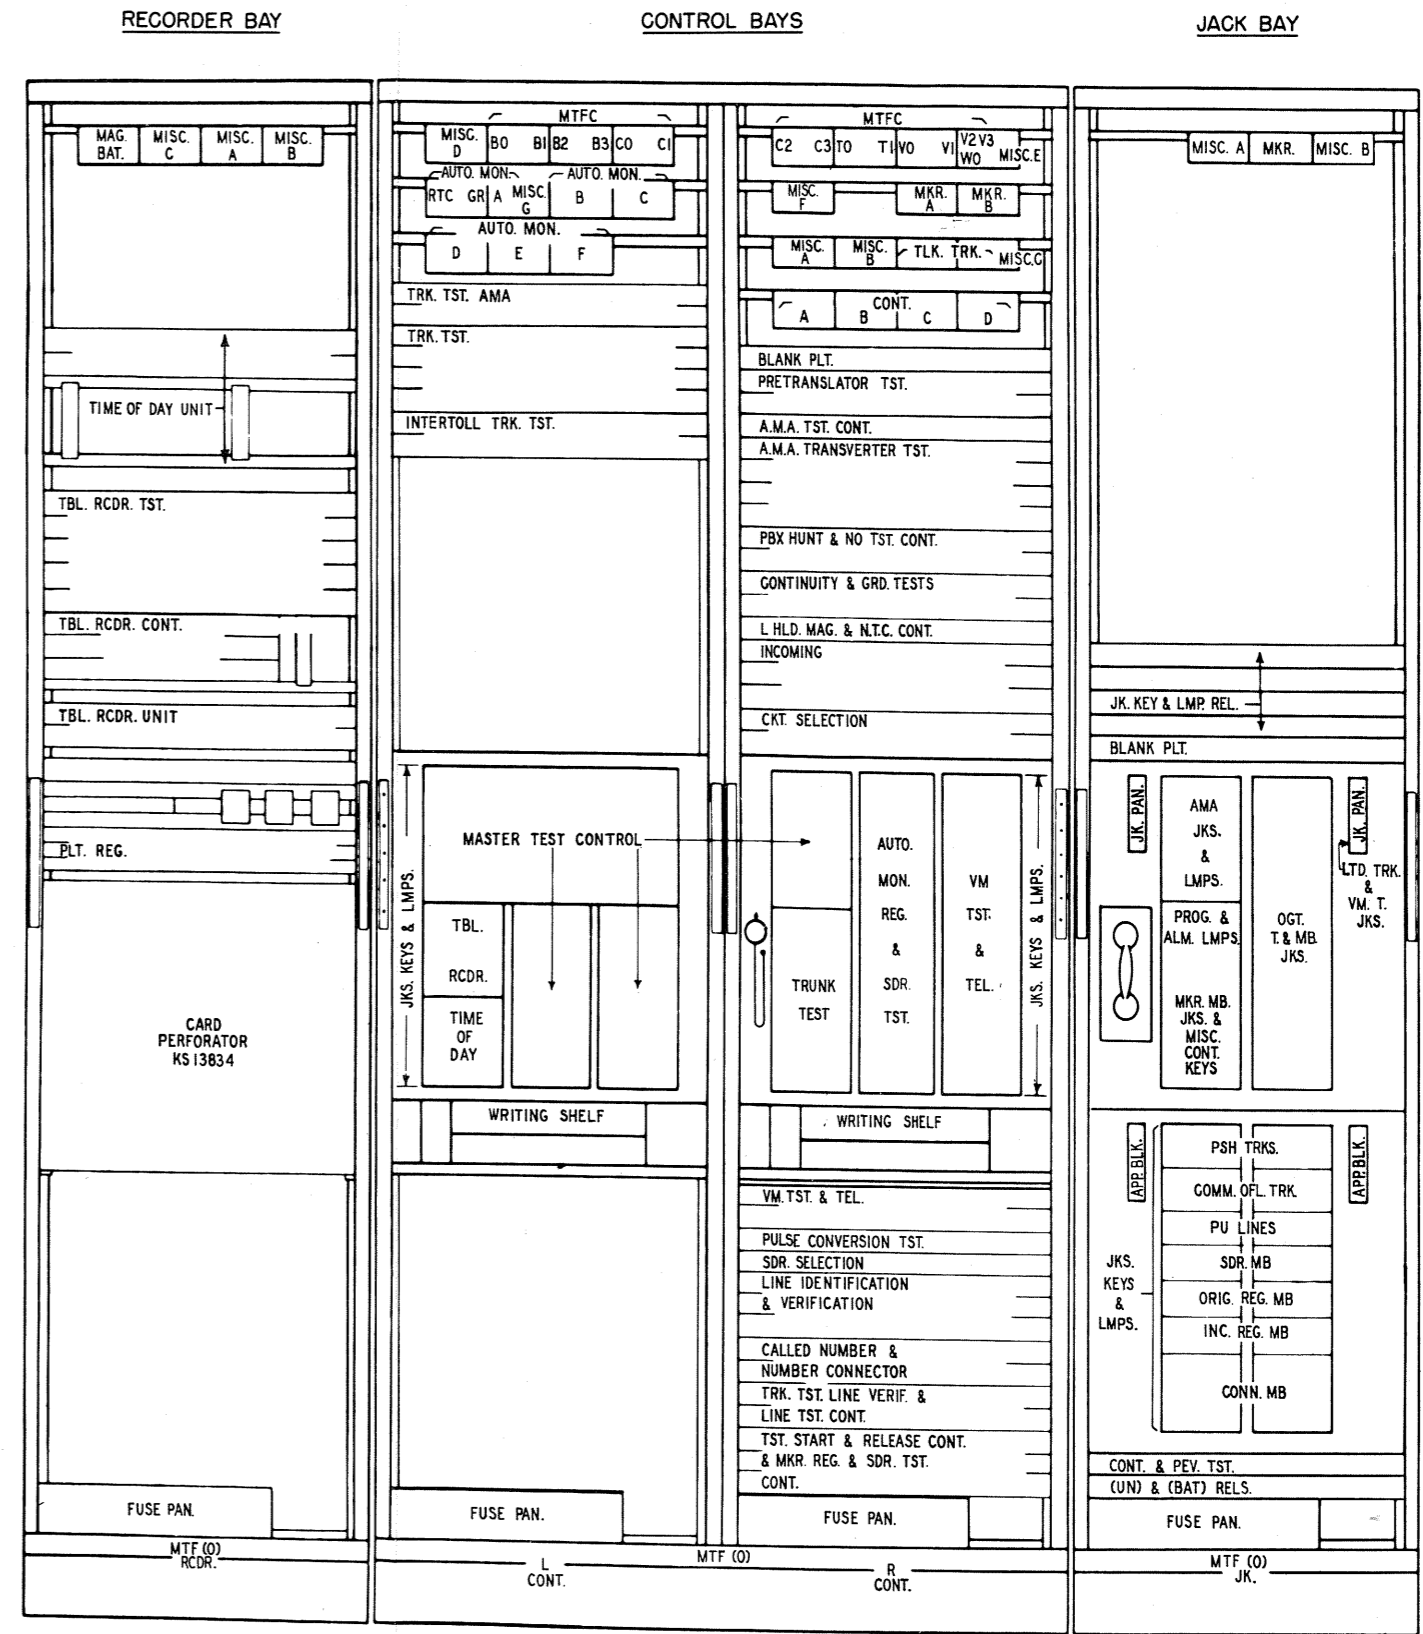 RECORDER BAY
CONTROL BAYS
JACK BAY
MAG. BAT.
MISC. C
MISC. A
MISC. B
TIME OF DAY UNIT
TBL. RCDR. TST.
TBL. RCDR. CONT.
TBL. RCDR. UNIT
PLT. REG.
CARD
PERFORATOR
KS 13834
FUSE PAN.
MTF (0)
RCDR.
MTFC
MISC. D
B0 B1 B2 B3 C0 C1
AUTO. MON. AUTO. MON.
RTC GR A MISC. G B C
AUTO. MON.
D E F
TRK. TST. AMA
TRK. TST.
INTERTOLL TRK. TST.
JKS. KEYS & LMPS.
MASTER TEST CONTROL
TBL.
RCDR.
TIME
OF
DAY
WRITING SHELF
FUSE PAN.
L
CONT.
MTF (0)
MTFC
C2 C3 T0 T1 V0 V1 V2 V3
W0 MISC. E
MISC. F
MKR. A
MKR. B
MISC. A
MISC. B
TLK. TRK.
MISC. C
CONT.
A B C D
BLANK PLT.
PRETRANSLATOR TST.
A.M.A. TST. CONT.
A.M.A. TRANSVERTER TST.
PBX HUNT & NO TST. CONT.
CONTINUITY & GRD. TESTS
L HLD. MAG. & N.T.C. CONT.
INCOMING
CKT. SELECTION
TRUNK
TEST
AUTO.
MON.
REG.
&
SDR.
TST.
VM
TST.
&
TEL.
JKS. KEYS & LMPS.
WRITING SHELF
VM. TST. & TEL.
PULSE CONVERSION TST.
SDR. SELECTION
LINE IDENTIFICATION
& VERIFICATION
CALLED NUMBER &
NUMBER CONNECTOR
TRK. TST. LINE VERIF. &
LINE TST. CONT.
TST. START & RELEASE CONT.
& MKR. REG. & SDR. TST.
CONT.
FUSE PAN.
R
CONT.
MISC. A
MKR.
MISC. B
JK. KEY & LMP. REL.
BLANK PLT.
JK. PAN.
AMA
JKS.
&
LMPS.
PROG. &
ALM. LMPS.
MKR. MB.
JKS. &
MISC.
CONT.
KEYS
OGT.
T. & MB.
JKS.
JK. PAN.
LTD. TRK.
&
VM. T.
JKS.
APP. BLK.
APP. BLK.
JKS.
KEYS
&
LMPS.
PSH TRKS.
COMM. OFL. TRK.
PU LINES
SDR. MB
ORIG. REG. MB
INC. REG. MB
CONN. MB
CONT. & PEV. TST.
(UN) & (BAT) RELS.
FUSE PAN.
MTF (0)
JK.